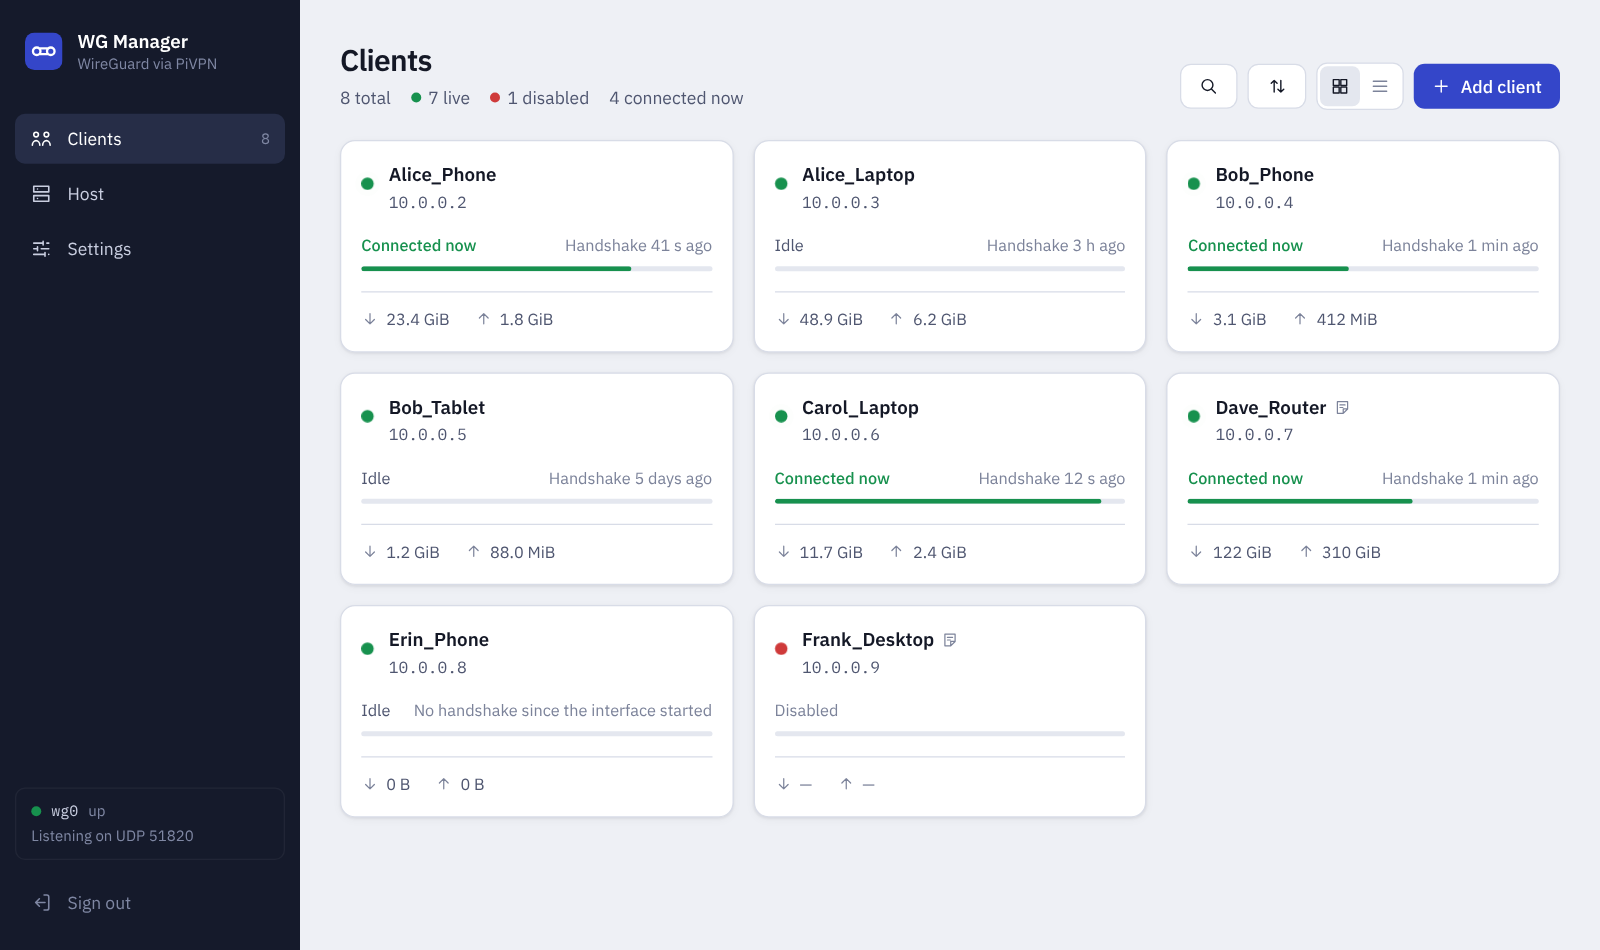 WG Manager
WireGuard via PiVPN
Clients 8
Host
Settings
wg0 up
Listening on UDP 51820
Sign out
Clients
8 total 7 live 1 disabled 4 connected now
Add client
Alice_Phone
10.0.0.2
Connected now Handshake 41 s ago
↓ 23.4 GiB ↑ 1.8 GiB
Alice_Laptop
10.0.0.3
Idle Handshake 3 h ago
↓ 48.9 GiB ↑ 6.2 GiB
Bob_Phone
10.0.0.4
Connected now Handshake 1 min ago
↓ 3.1 GiB ↑ 412 MiB
Bob_Tablet
10.0.0.5
Idle Handshake 5 days ago
↓ 1.2 GiB ↑ 88.0 MiB
Carol_Laptop
10.0.0.6
Connected now Handshake 12 s ago
↓ 11.7 GiB ↑ 2.4 GiB
Dave_Router
10.0.0.7
Connected now Handshake 1 min ago
↓ 122 GiB ↑ 310 GiB
Erin_Phone
10.0.0.8
Idle No handshake since the interface started
↓ 0 B ↑ 0 B
Frank_Desktop
10.0.0.9
Disabled
↓ — ↑ —